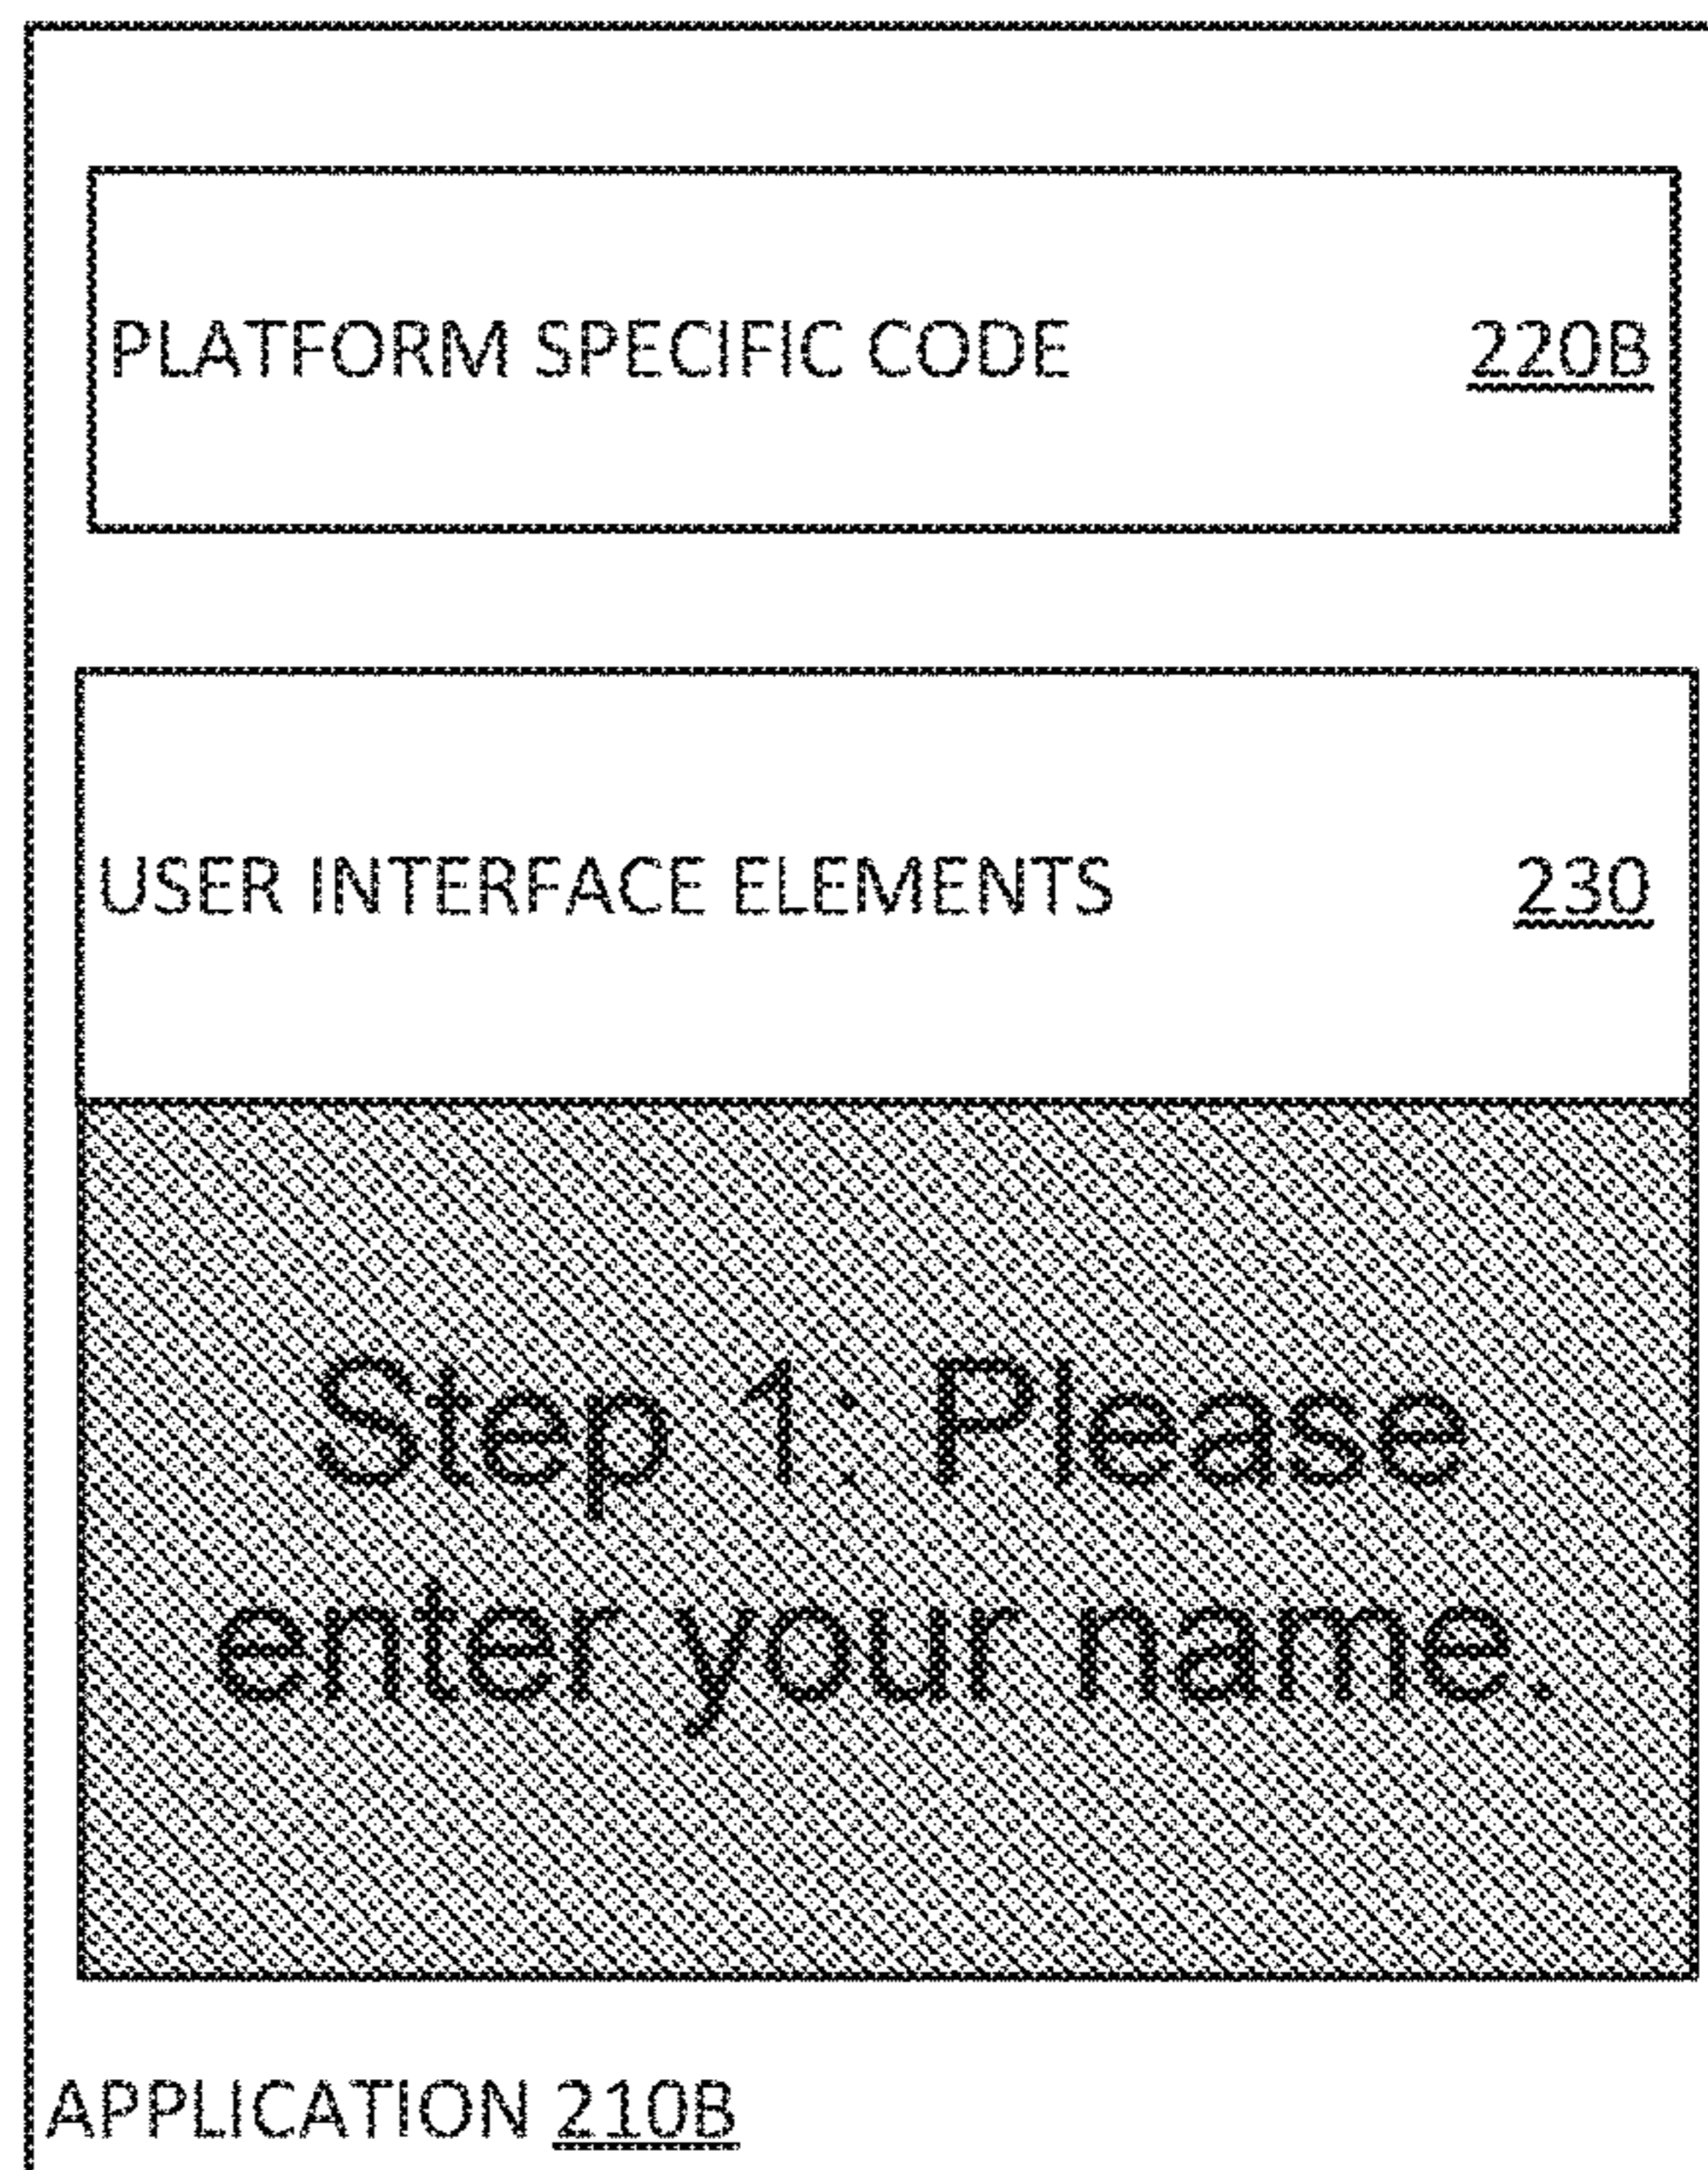 PLATFORM SPECIFIC CODE 220B
USER INTERFACE ELEMENTS 230
Step 1: Please
enter your name.
APPLICATION 210B